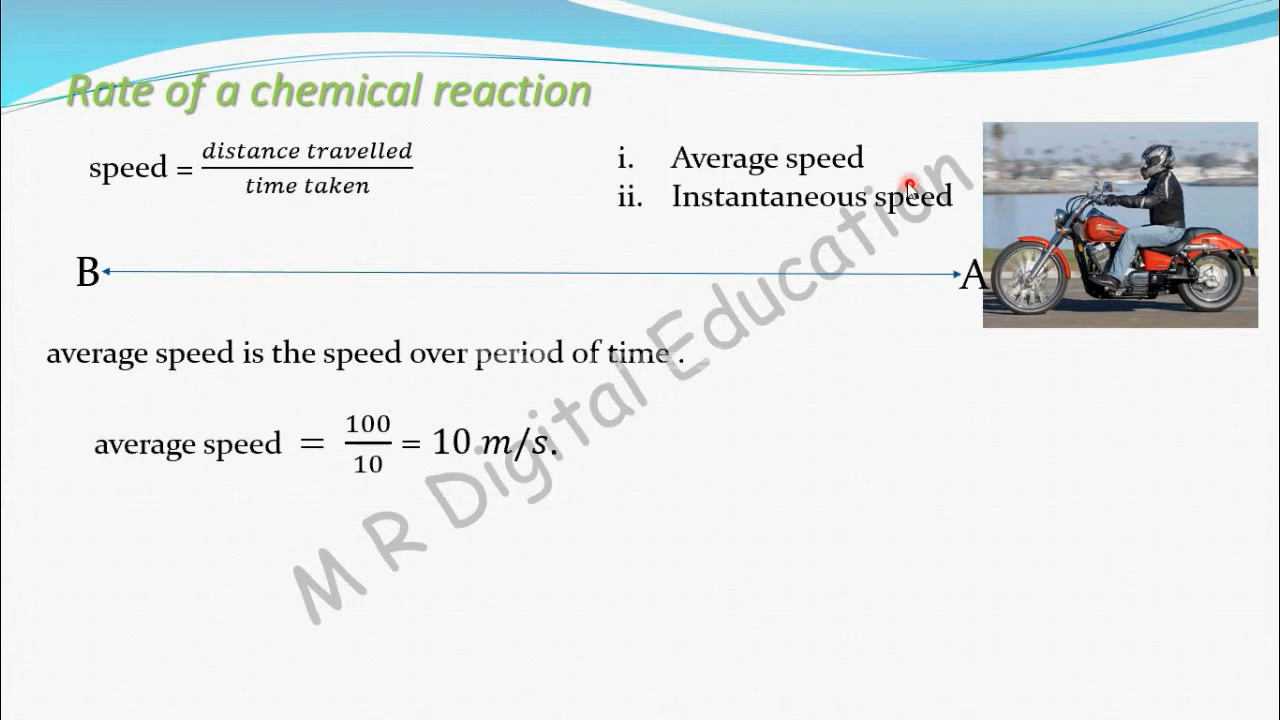 Rate of a chemical reaction
speed = distance travelled / time taken
i. Average speed
ii. Instantaneous speed
B
A
average speed is the speed over period of time .
average speed = 100 / 10 = 10 m/s.
M R Digital Education